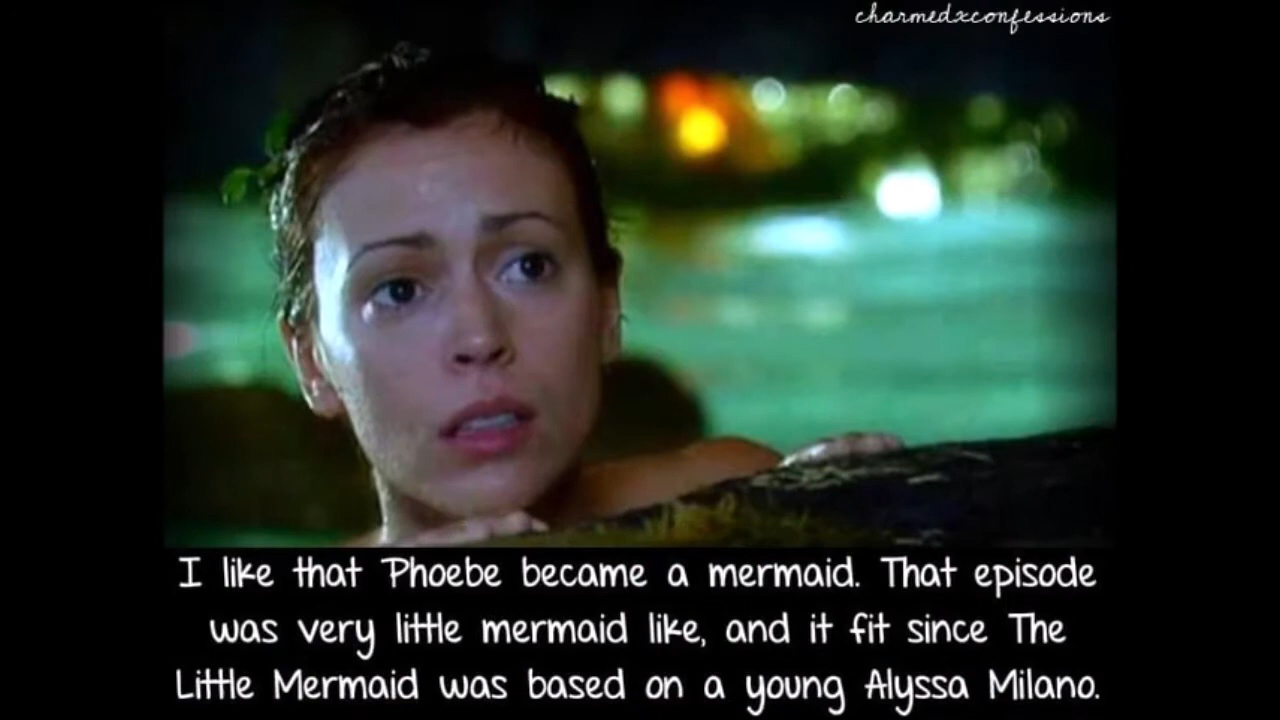 charmedxconfessions
I like that Phoebe became a mermaid. That episode
was very little mermaid like, and it fit since The
Little Mermaid was based on a young Alyssa Milano.